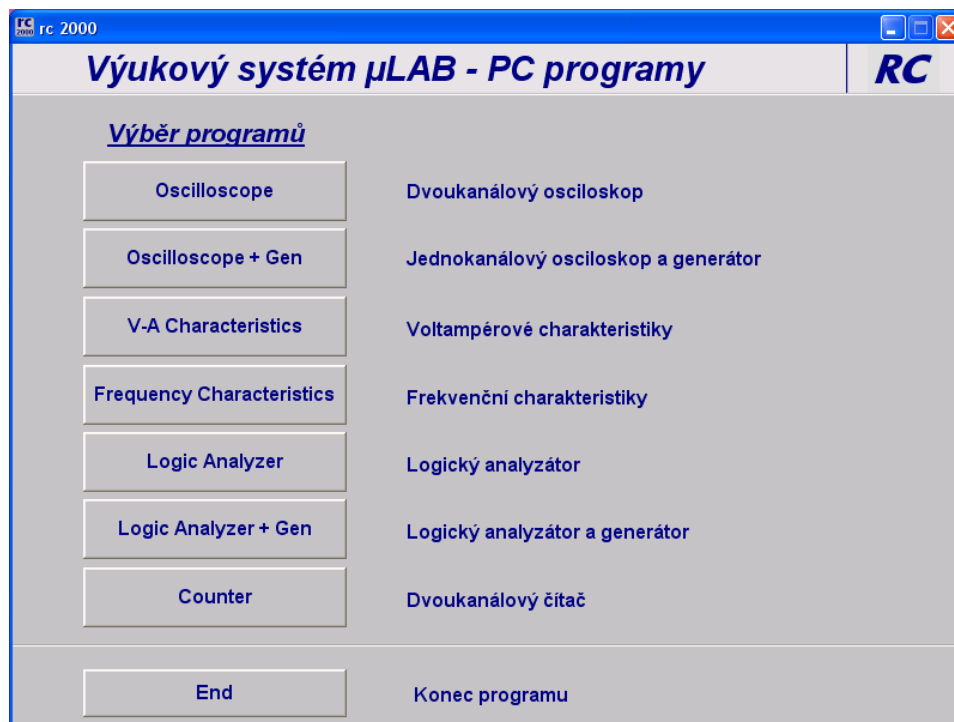 rc 2000 rc 2000
Výukový systém µLAB - PC programy RC
Výběr programů
Oscilloscope Dvoukanálový osciloskop
Oscilloscope + Gen Jednokanálový osciloskop a generátor
V-A Characteristics Voltampérové charakteristiky
Frequency Characteristics Frekvenční charakteristiky
Logic Analyzer Logický analyzátor
Logic Analyzer + Gen Logický analyzátor a generátor
Counter Dvoukanálový čítač
End Konec programu